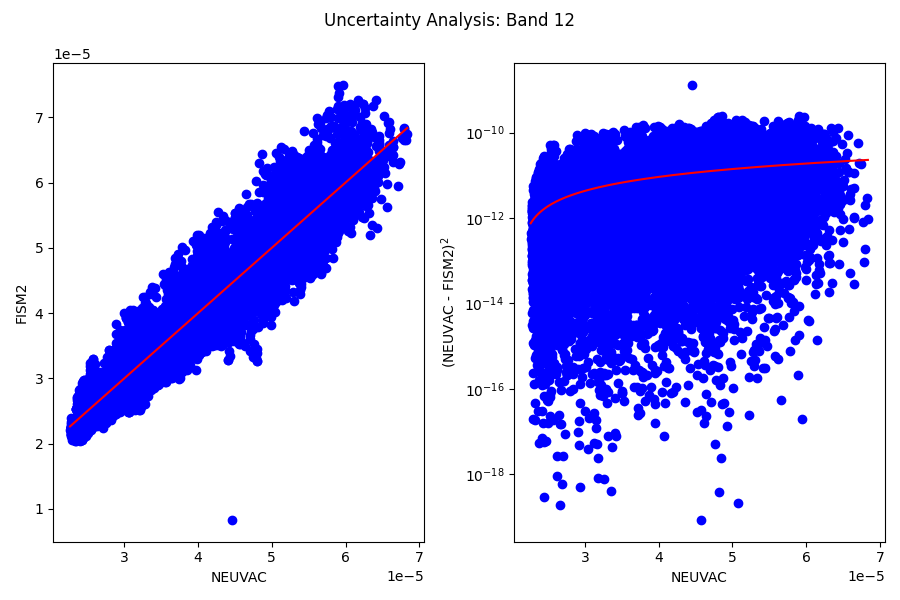 Uncertainty Analysis: Band 12
1e−5
7
6
5
4
3
2
1
FISM2
3 4 5 6 7
1e−5
NEUVAC
10⁻¹⁰
10⁻¹²
10⁻¹⁴
10⁻¹⁶
10⁻¹⁸
(NEUVAC - FISM2)²
3 4 5 6 7
1e−5
NEUVAC